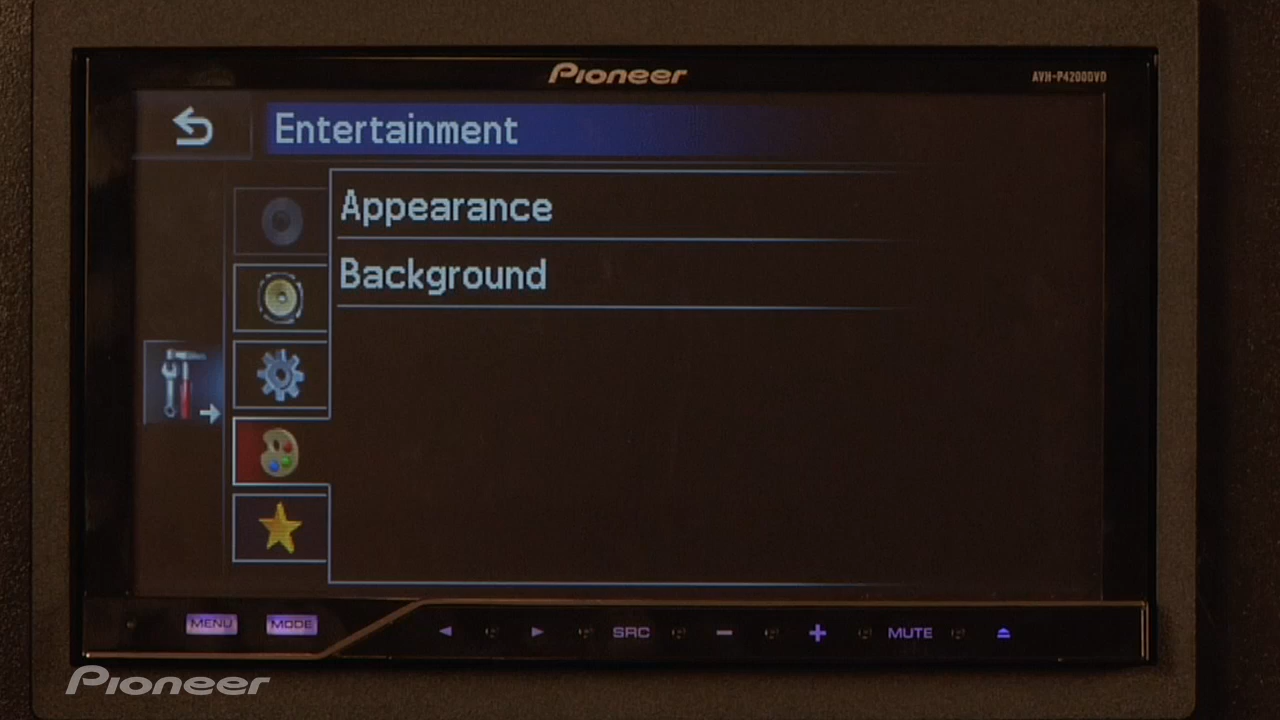 Pioneer
AVH-P4200DVD
Entertainment
Appearance
Background
MENU
MODE
SRC
MUTE
Pioneer